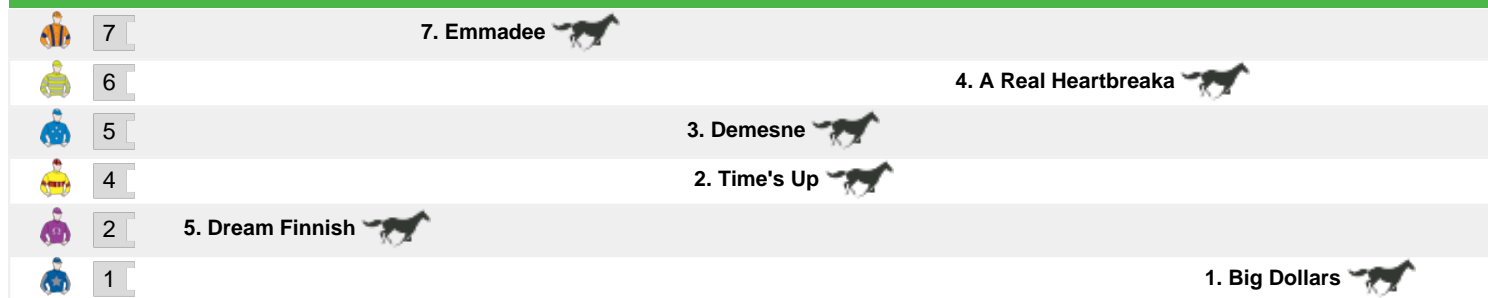 7 7. Emmadee
6 4. A Real Heartbreaka
5 3. Demesne
4 2. Time's Up
2 5. Dream Finnish
1 1. Big Dollars